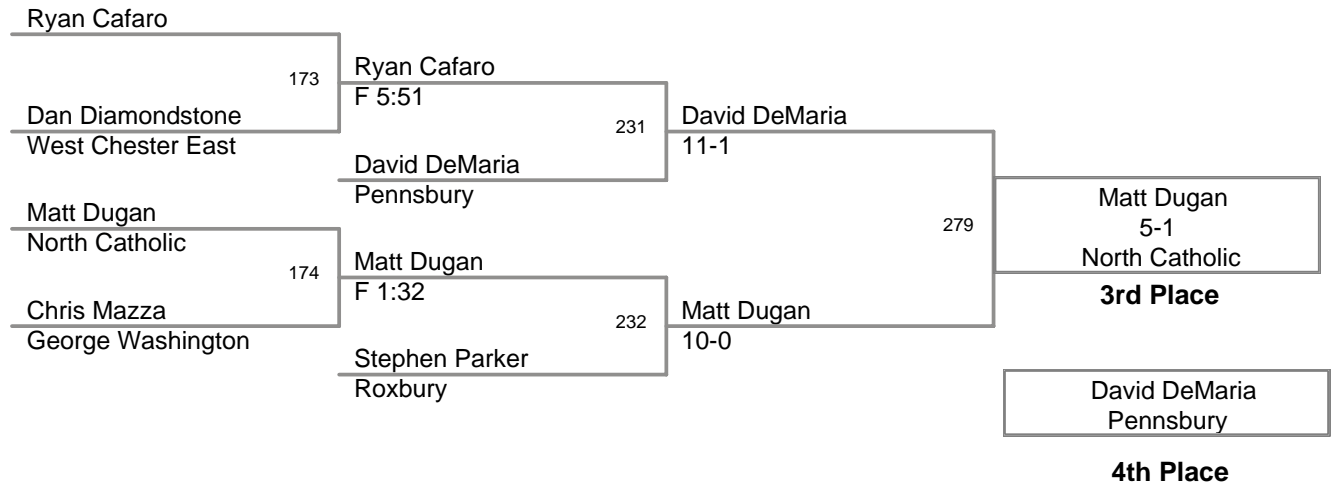 Ryan Cafaro
173
Ryan Cafaro
F 5:51
Dan Diamondstone
West Chester East
231
David DeMaria
11-1
David DeMaria
Pennsbury
Matt Dugan
North Catholic
279
Matt Dugan
5-1
North Catholic
3rd Place
174
Matt Dugan
F 1:32
Chris Mazza
George Washington
232
Matt Dugan
10-0
Stephen Parker
Roxbury
David DeMaria
Pennsbury
4th Place